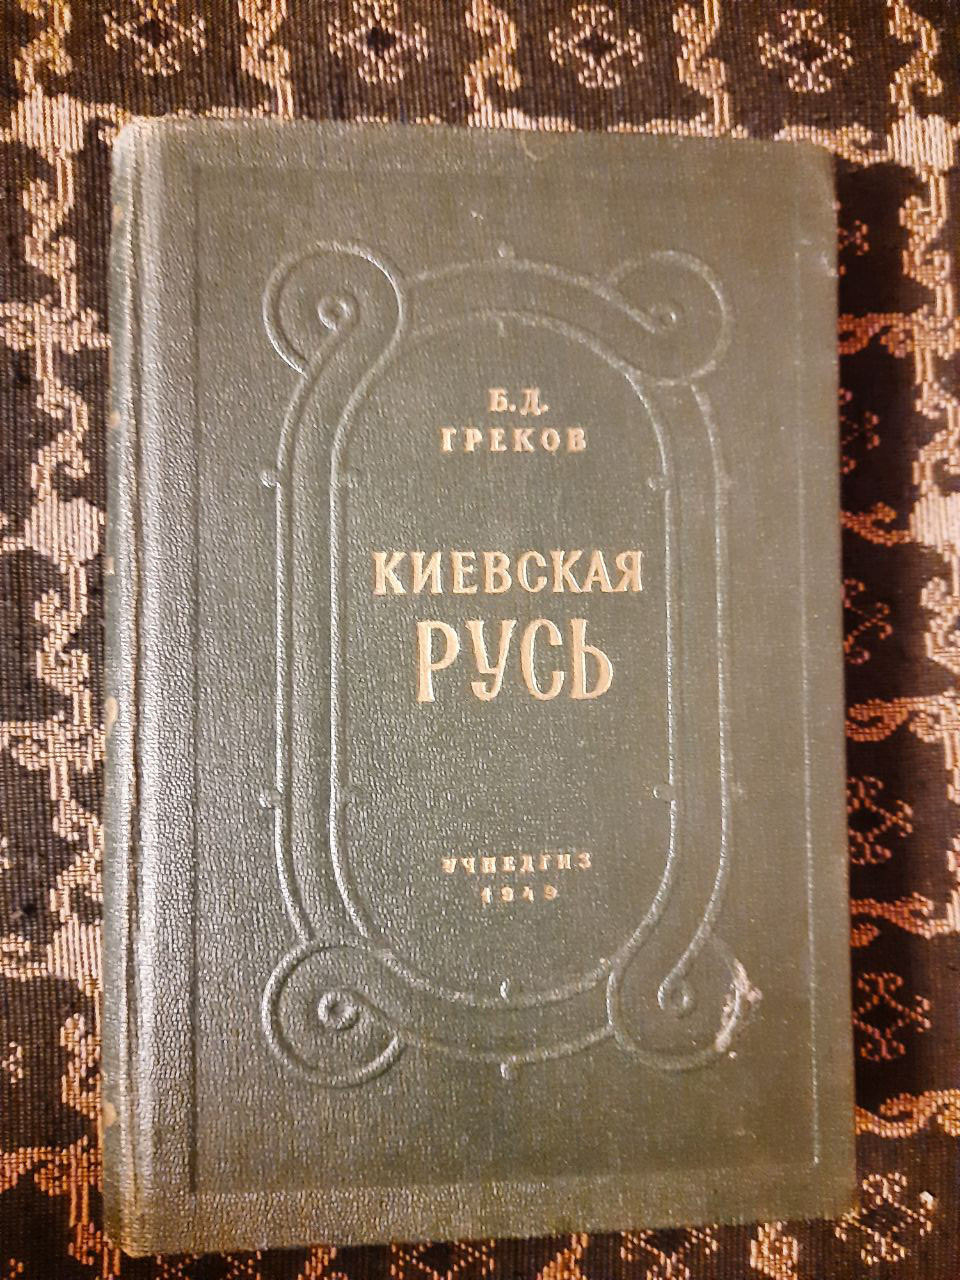 Б.Д.
ГРЕКОВ
КИЕВСКАЯ
РУСЬ
УЧПЕДГИЗ
1949